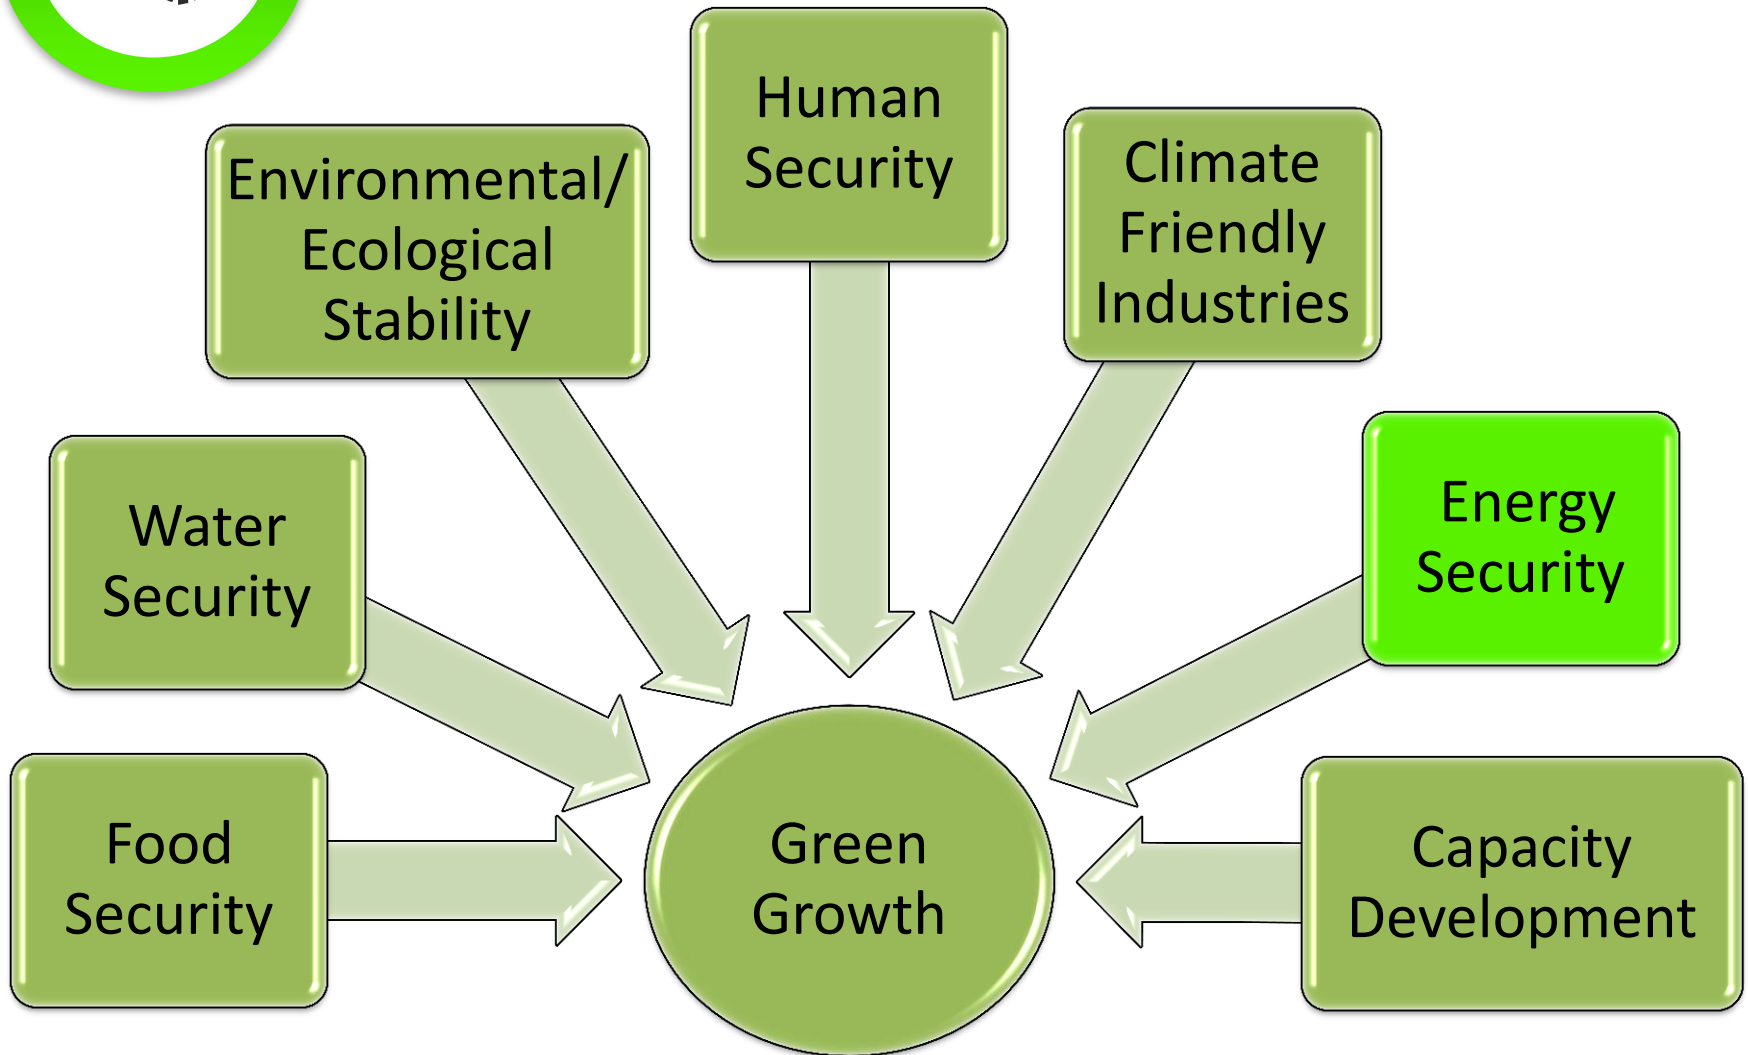 Human
Security
Environmental/
Ecological
Stability
Climate
Friendly
Industries
Water
Security
Energy
Security
Food
Security
Green
Growth
Capacity
Development